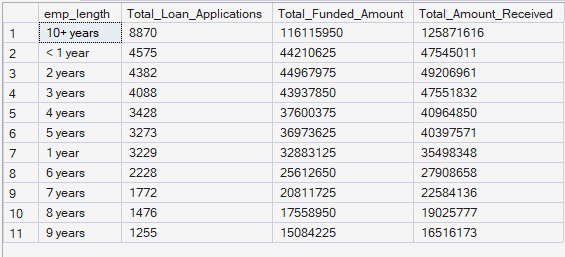 emp_length Total_Loan_Applications Total_Funded_Amount Total_Amount_Received
1 10+ years 8870 116115950 125871616
2 < 1 year 4575 44210625 47545011
3 2 years 4382 44967975 49206961
4 3 years 4088 43937850 47551832
5 4 years 3428 37600375 40964850
6 5 years 3273 36973625 40397571
7 1 year 3229 32883125 35498348
8 6 years 2228 25612650 27908658
9 7 years 1772 20811725 22584136
10 8 years 1476 17558950 19025777
11 9 years 1255 15084225 16516173